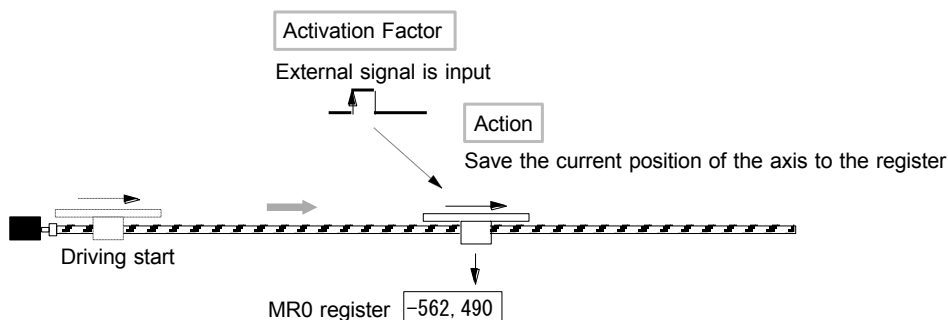 Activation Factor
External signal is input
Action
Save the current position of the axis to the register
Driving start
MR0 register -562, 490